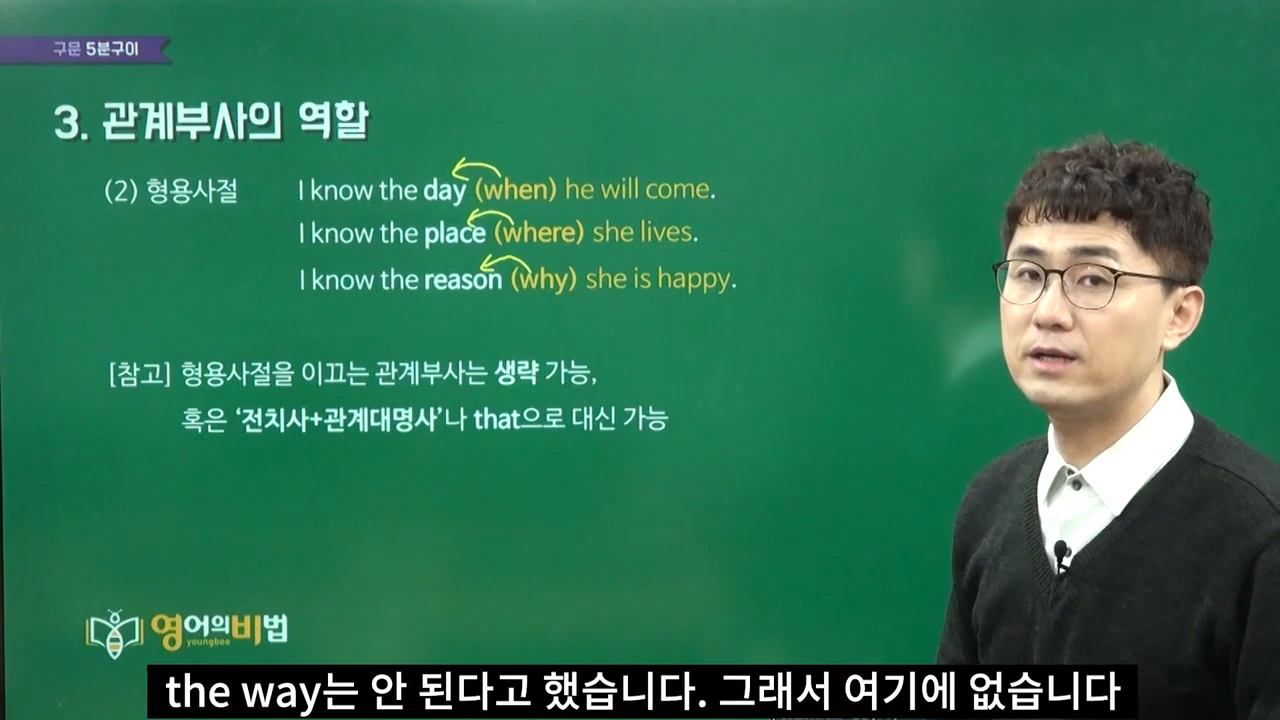 구문 5분구이
3. 관계부사의 역할
(2) 형용사절 I know the day (when) he will come.
I know the place (where) she lives.
I know the reason (why) she is happy.
[참고] 형용사절을 이끄는 관계부사는 생략 가능,
혹은 ‘전치사+관계대명사’나 that으로 대신 가능
영어의비법
youngbee
the way는 안 된다고 했습니다. 그래서 여기에 없습니다